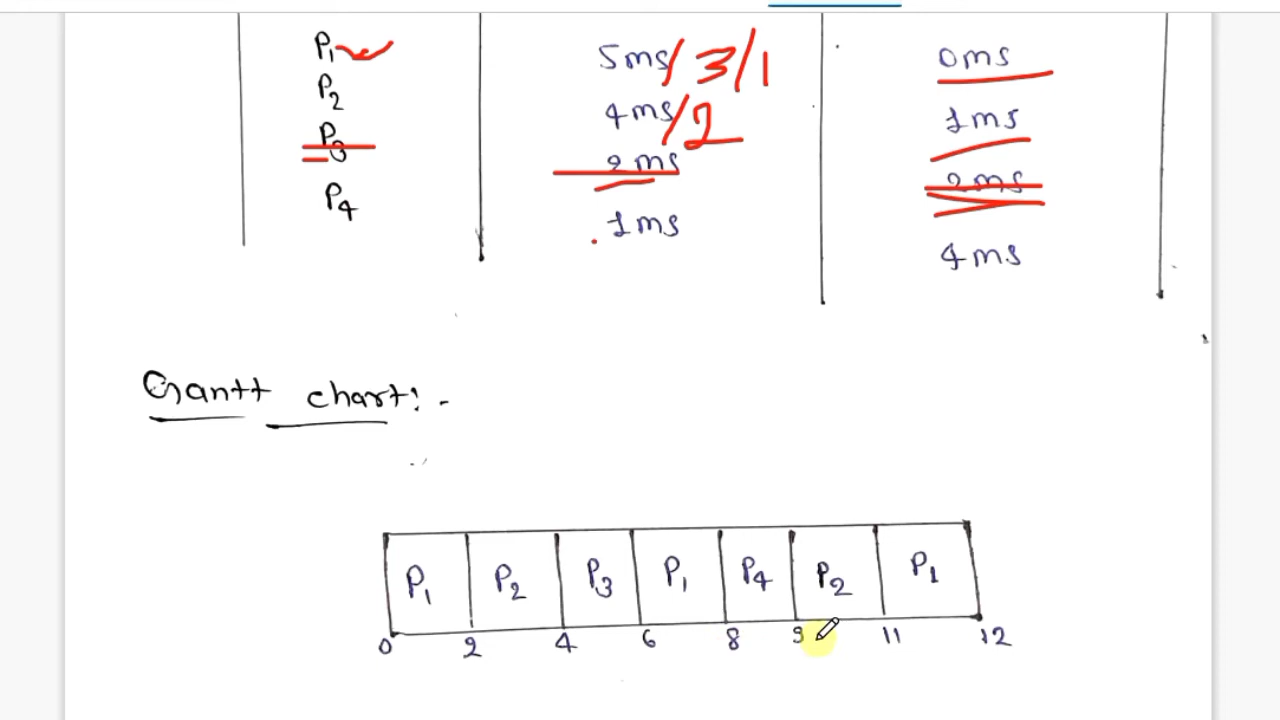 P1 5ms/ 3/1 0ms
P2 4ms/2 1ms
P3 2ms 2ms
P4 1ms 4ms
Gantt chart:-
P1 P2 P3 P1 P4 P2 P1
0 2 4 6 8 9 11 12